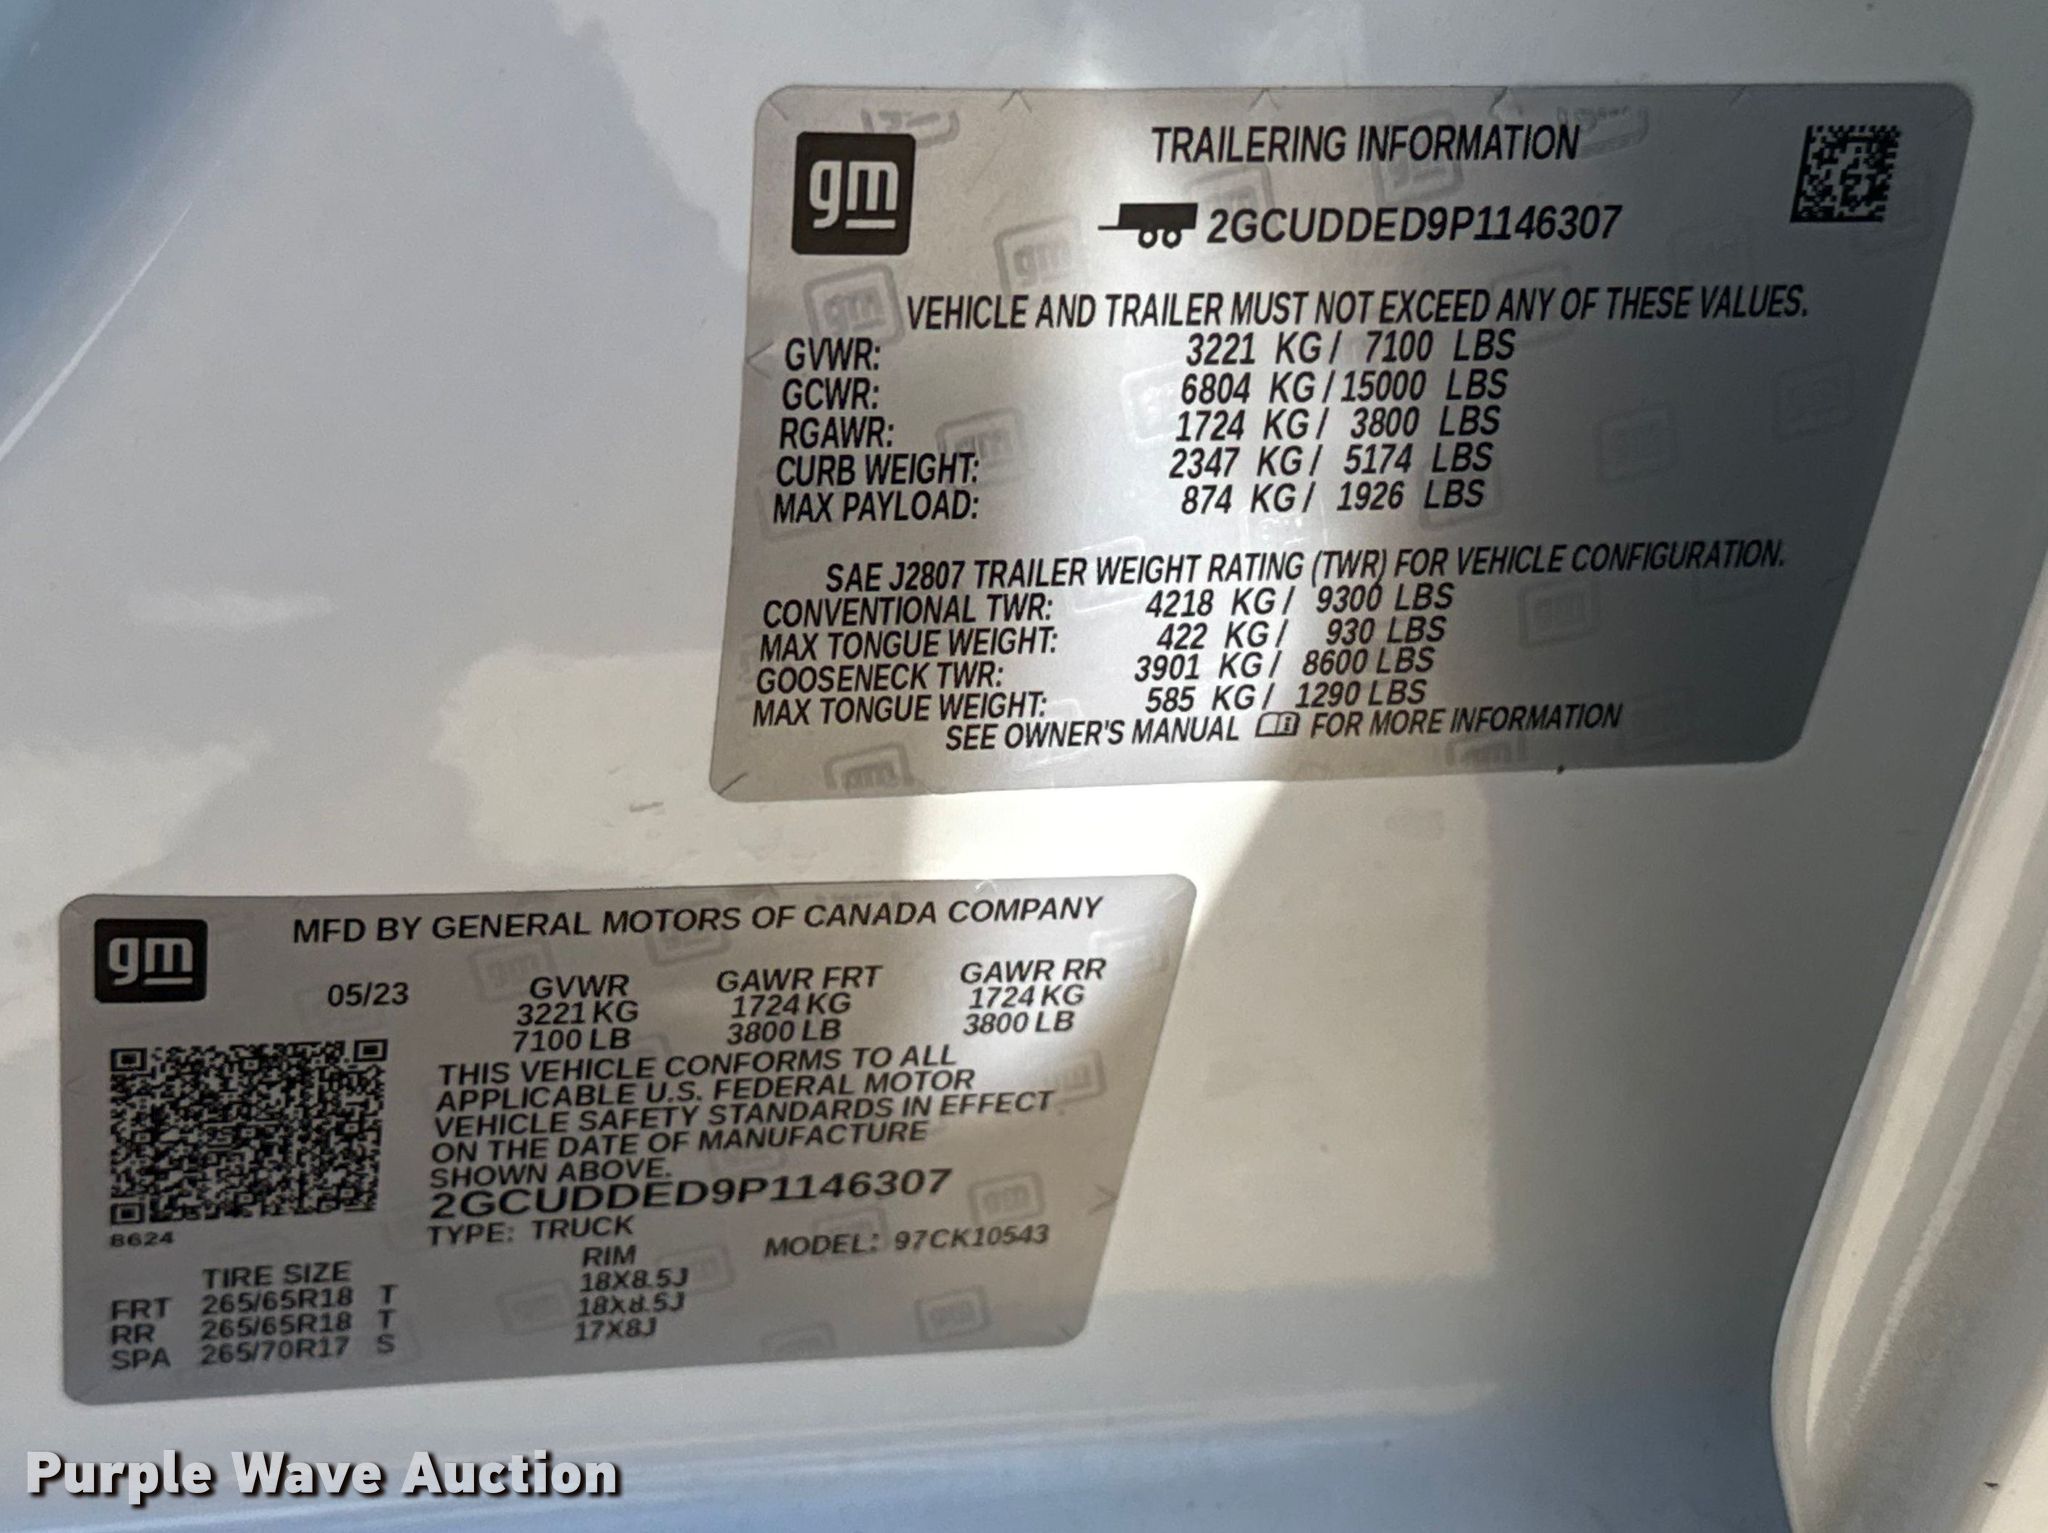 gm
TRAILERING INFORMATION
2GCUDDED9P1146307
VEHICLE AND TRAILER MUST NOT EXCEED ANY OF THESE VALUES.
GVWR: 3221 KG / 7100 LBS
GCWR: 6804 KG / 15000 LBS
RGAWR: 1724 KG / 3800 LBS
CURB WEIGHT: 2347 KG / 5174 LBS
MAX PAYLOAD: 874 KG / 1926 LBS
SAE J2807 TRAILER WEIGHT RATING (TWR) FOR VEHICLE CONFIGURATION.
CONVENTIONAL TWR: 4218 KG / 9300 LBS
MAX TONGUE WEIGHT: 422 KG / 930 LBS
GOOSENECK TWR: 3901 KG / 8600 LBS
MAX TONGUE WEIGHT: 585 KG / 1290 LBS
SEE OWNER'S MANUAL FOR MORE INFORMATION
gm
MFD BY GENERAL MOTORS OF CANADA COMPANY
05/23 GVWR GAWR FRT GAWR RR
3221 KG 1724 KG 1724 KG
7100 LB 3800 LB 3800 LB
THIS VEHICLE CONFORMS TO ALL
APPLICABLE U.S. FEDERAL MOTOR
VEHICLE SAFETY STANDARDS IN EFFECT
ON THE DATE OF MANUFACTURE
SHOWN ABOVE.
2GCUDDED9P1146307
8624
TYPE: TRUCK MODEL: 97CK10543
TIRE SIZE RIM
FRT 265/65R18 T 18X8.5J
RR 265/65R18 T 18X8.5J
SPA 265/70R17 S 17X8J
Purple Wave Auction